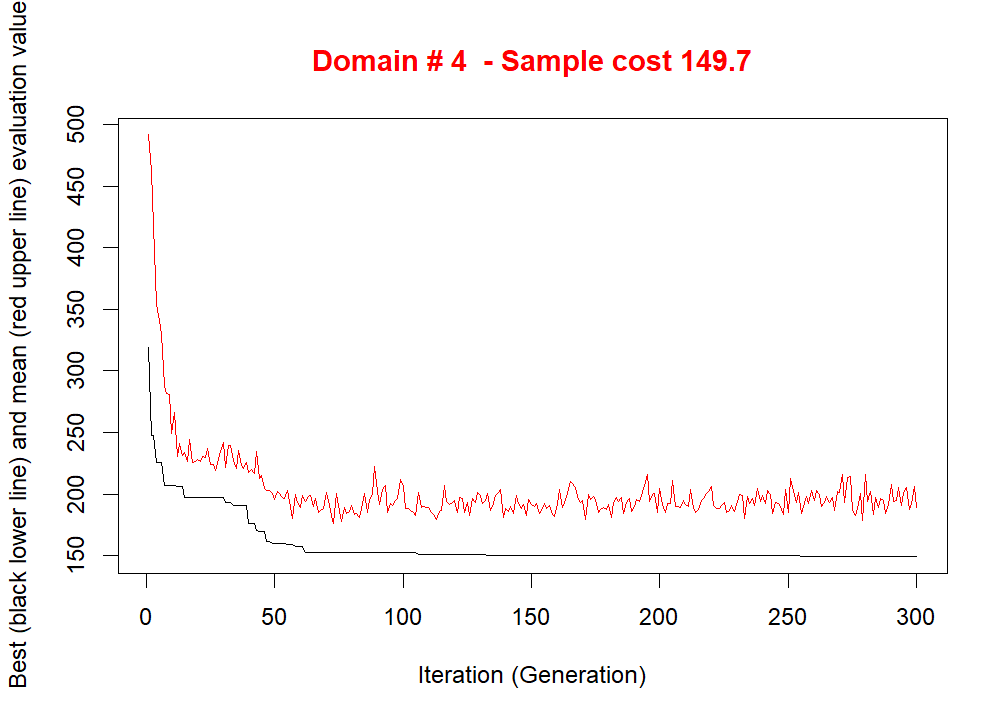 Domain # 4  - Sample cost 149.7
Best (black lower line) and mean (red upper line) evaluation value
500
450
400
350
300
250
200
150
0 50 100 150 200 250 300
Iteration (Generation)